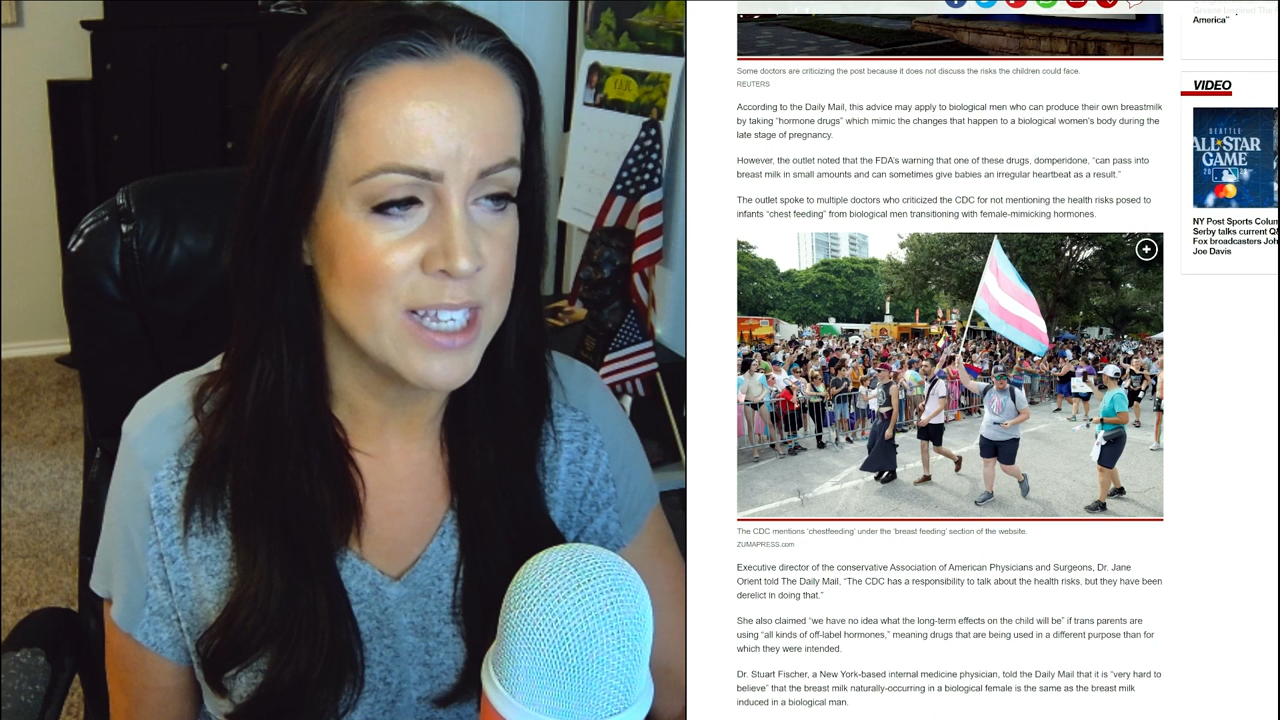 Greene Inspired The
America"
Some doctors are criticizing the post because it does not discuss the risks the children could face.
REUTERS
According to the Daily Mail, this advice may apply to biological men who can produce their own breastmilk
by taking “hormone drugs” which mimic the changes that happen to a biological women's body during the
late stage of pregnancy.
However, the outlet noted that the FDA's warning that one of these drugs, domperidone, “can pass into
breast milk in small amounts and can sometimes give babies an irregular heartbeat as a result.”
The outlet spoke to multiple doctors who criticized the CDC for not mentioning the health risks posed to
infants “chest feeding” from biological men transitioning with female-mimicking hormones.
The CDC mentions 'chestfeeding' under the 'breast feeding' section of the website.
ZUMAPRESS.com
Executive director of the conservative Association of American Physicians and Surgeons, Dr. Jane
Orient told The Daily Mail, “The CDC has a responsibility to talk about the health risks, but they have been
derelict in doing that.”
She also claimed “we have no idea what the long-term effects on the child will be” if trans parents are
using “all kinds of off-label hormones,” meaning drugs that are being used in a different purpose than for
which they were intended.
Dr. Stuart Fischer, a New York-based internal medicine physician, told the Daily Mail that it is “very hard to
believe” that the breast milk naturally-occurring in a biological female is the same as the breast milk
induced in a biological man.
VIDEO
SEATTLE
ALL-STAR
GAME
NY Post Sports Colum
Serby talks current Q
Fox broadcasters Joh
Joe Davis